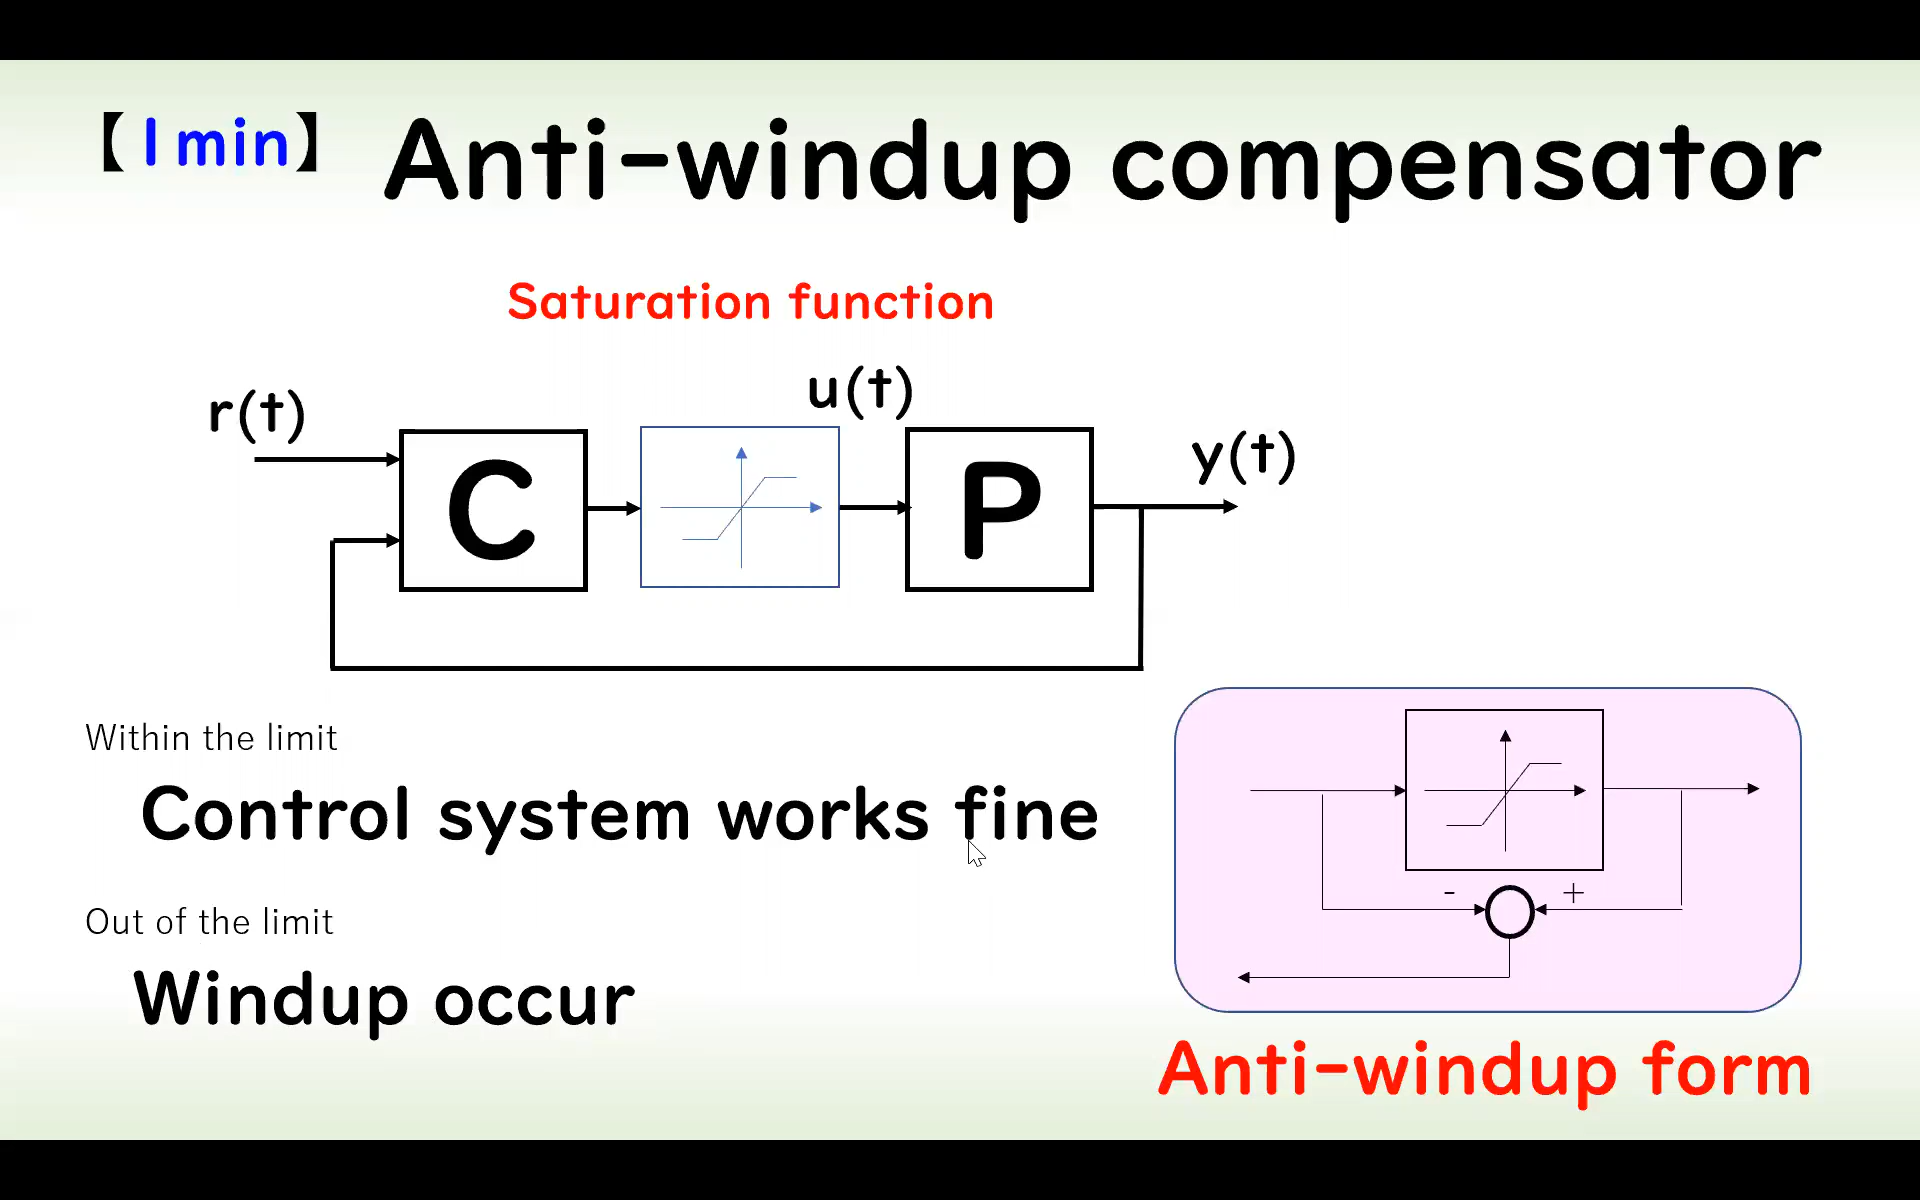 【1min】 Anti-windup compensator
Saturation function
r(t)
u(t)
y(t)
C
P
Within the limit
Control system works fine
Out of the limit
Windup occur
- +
Anti-windup form